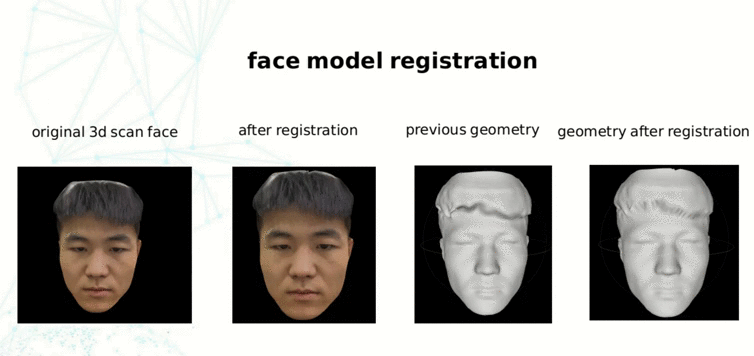 face model registration
original 3d scan face
after registration
previous geometry
geometry after registration